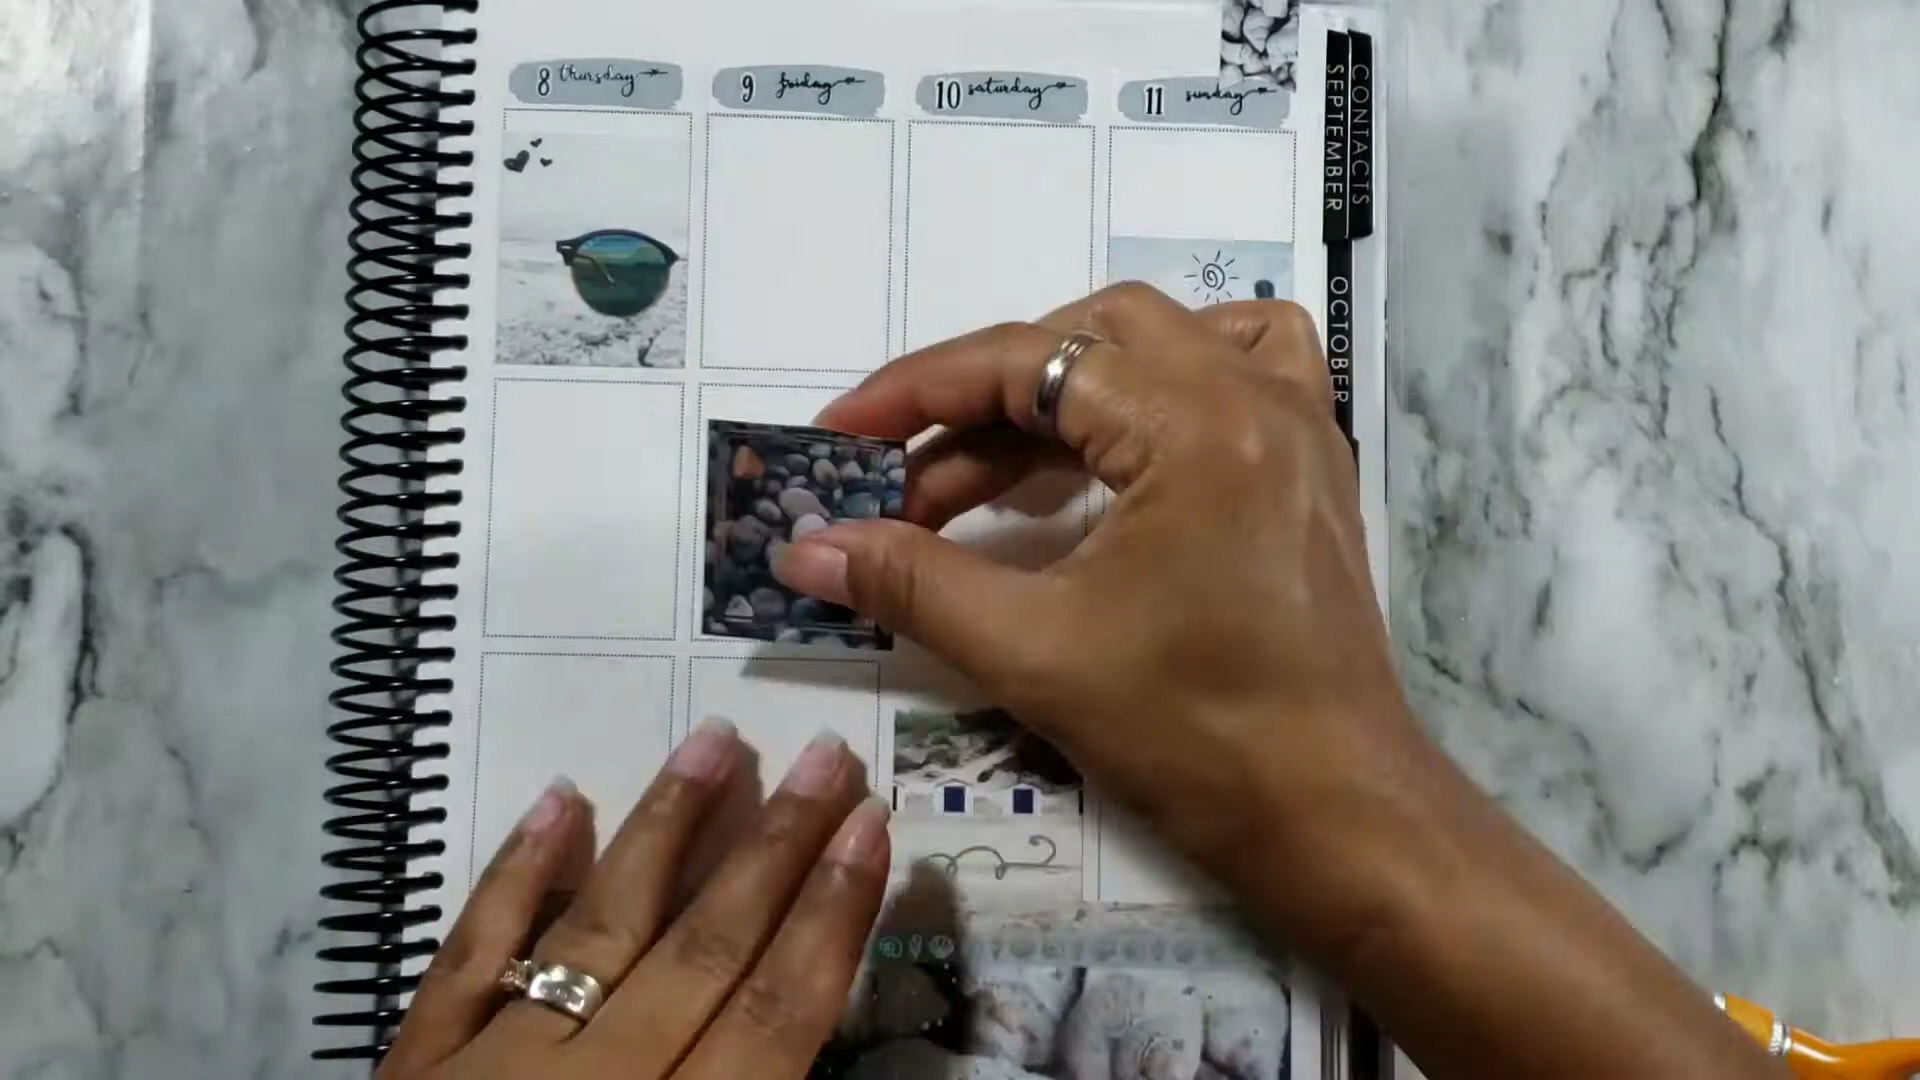 8 thursday
9 friday
10 saturday
11 sunday
CONTACTS
SEPTEMBER
OCTOBER